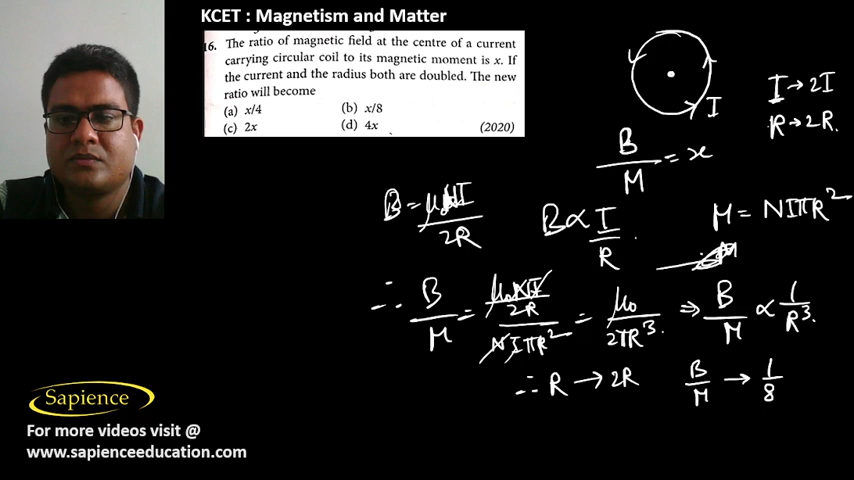 KCET : Magnetism and Matter
16. The ratio of magnetic field at the centre of a current
carrying circular coil to its magnetic moment is x. If
the current and the radius both are doubled. The new
ratio will become
(a) x/4 (b) x/8
(c) 2x (d) 4x (2020)
I
I → 2I
R → 2R.
B/M = x
B = μ₀NI/2R
B ∝ I/R.
M = NIπR²
∴ B/M = (μ₀NI/2R)/(NIπR²) = μ₀/2πR³. ⇒ B/M ∝ 1/R³.
∴ R → 2R B/M → 1/8
Sapience
For more videos visit @
www.sapienceeducation.com